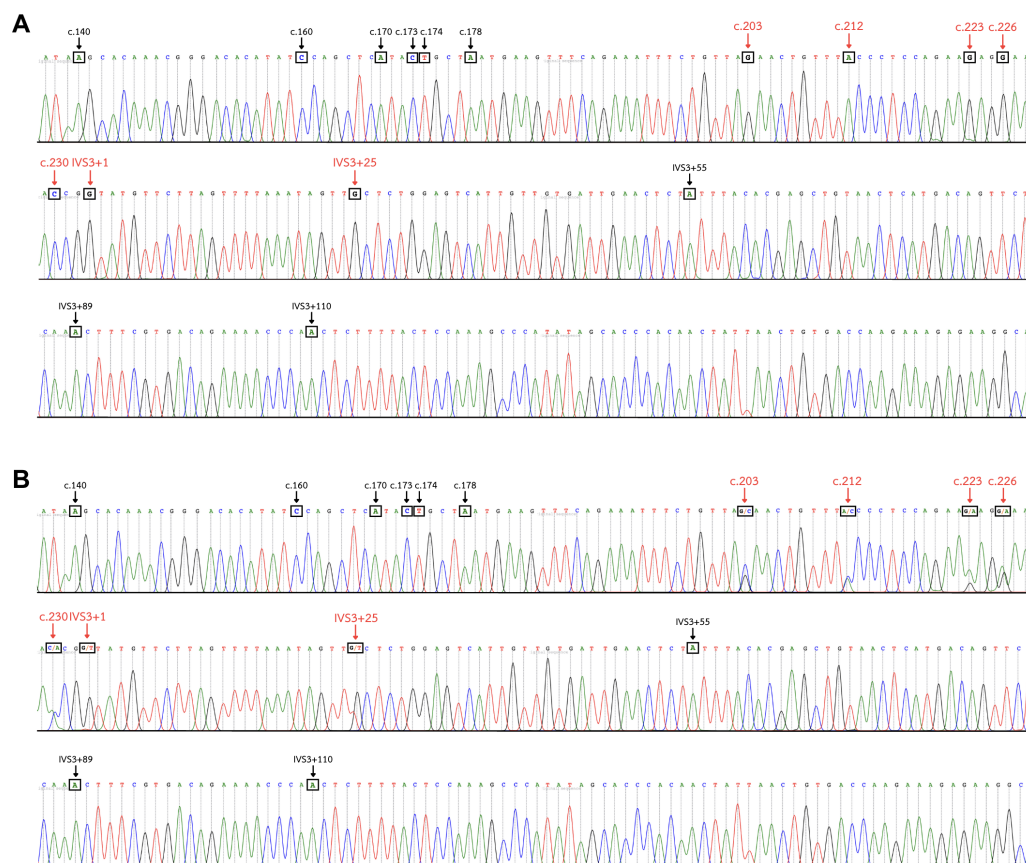 A
c.140 c.160 c.170 c.173 c.174 c.178 c.203 c.212 c.223 c.226
A T A A G C A C A A A C G G G A C A C A T A T C C A G C T C A T A C T G C T A A T G A A G T T T C A G A A A T T T C T G T T A G A A C T G T T T A C C C T C C A G A A G A G G A A
c.230 IVS3+1 IVS3+25 IVS3+55
A C C G G T A T G T T C T T A G T T T T A A A T A G T T G C T C T G G A G T C A T T G T T G T G A T T G A A C T C T A T T T A C A C G A G C T G T A A C T C A T G A C A G T T C T
IVS3+89 IVS3+110
C A A A C T T T C G T G A C A G A A A A C C C A A C T C T T T T A C T C C A A A G C C C A T A T A G C A C C C A C A A C T A T T A A C T G T G A C C A A G A A A G A G A A G G C A
B
c.140 c.160 c.170 c.173 c.174 c.178 c.203 c.212 c.223 c.226
A T A A G C A C A A A C G G G A C A C A T A T C C A G C T C A T A C T G C T A A T G A A G T T T C A G A A A T T T C T G T T A G/C A A C T G T T T A/C C C C T C C A G A A G/A A G G/A A A
c.230 IVS3+1 IVS3+25 IVS3+55
A C/A C G G/T T A T G T T C T T A G T T T T A A A T A G T T G/T C T C T G G A G T C A T T G T T G T G A T T G A A C T C T A T T T A C A C G A G C T G T A A C T C A T G A C A G T T C
IVS3+89 IVS3+110
C A A A C T T T C G T G A C A G A A A A C C C A A C T C T T T T A C T C C A A A G C C C A T A T A G C A C C C A C A A C T A T T A A C T G T G A C C A A G A A A G A G A A G G C